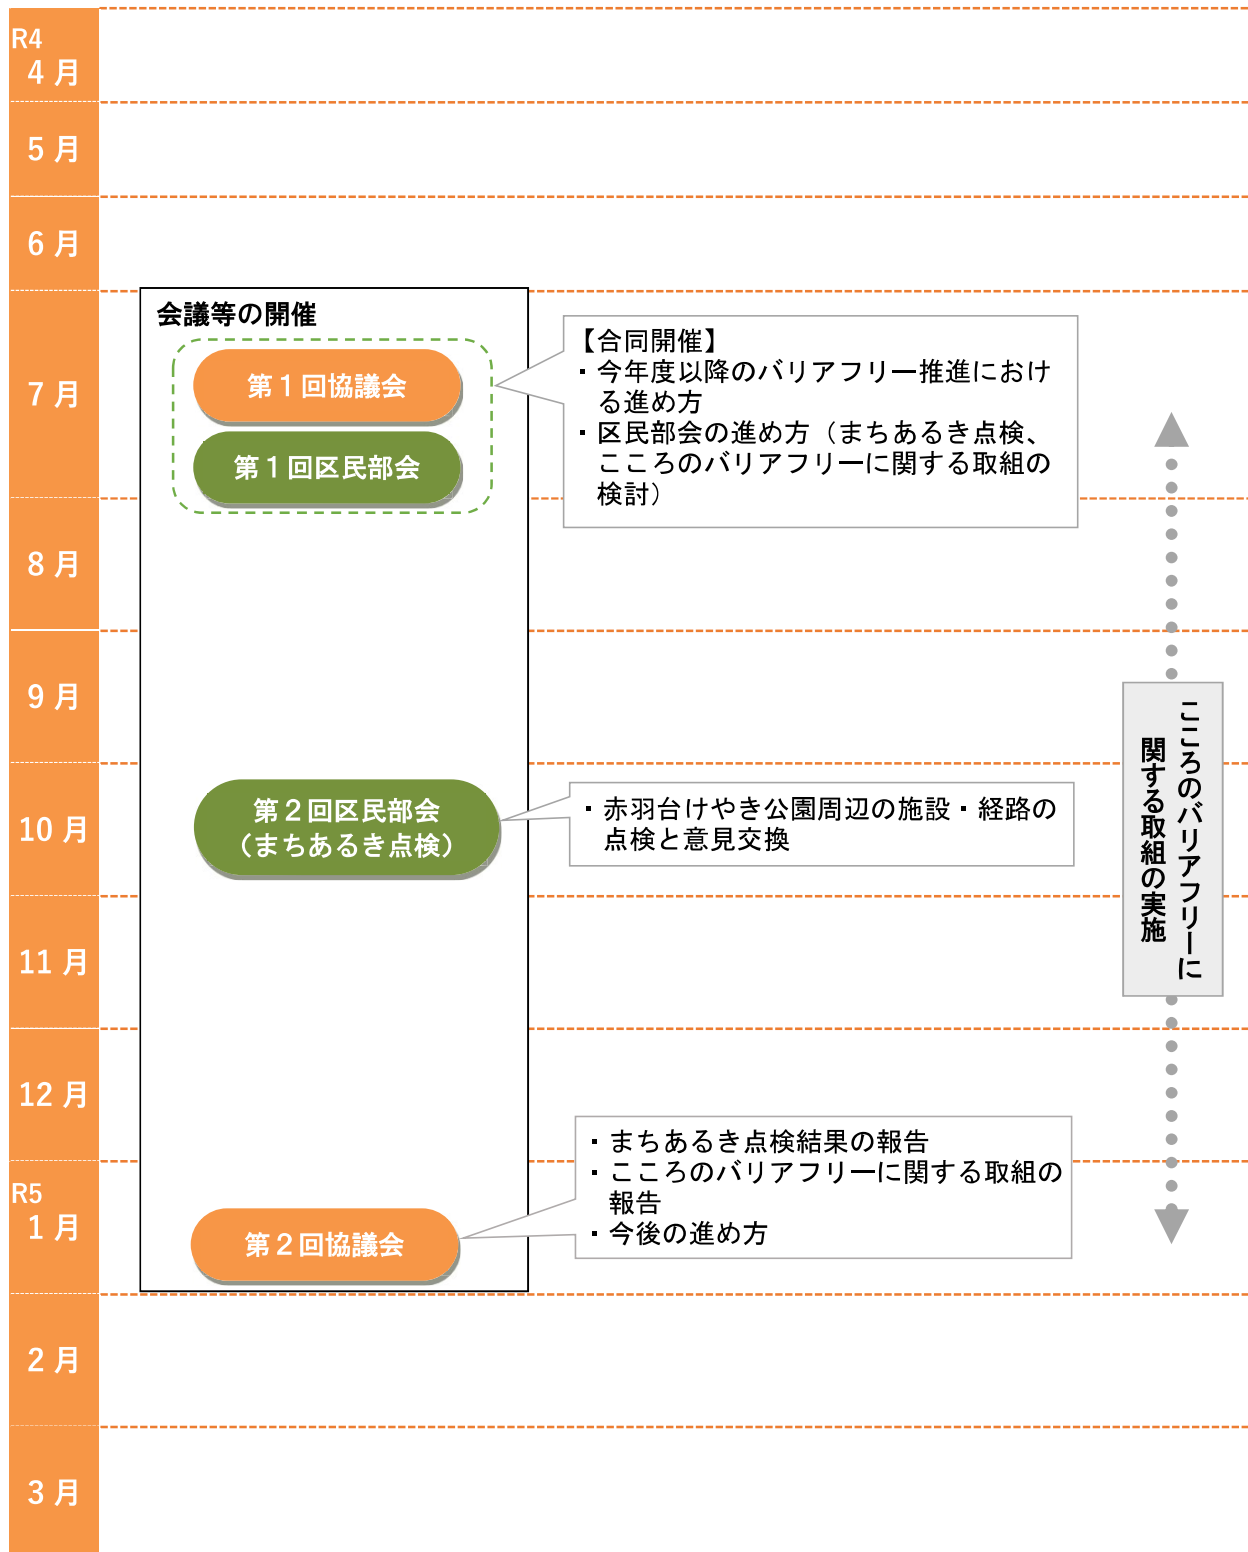 R4
4 月
5 月
6 月
会議等の開催
7 月
第１回協議会
第１回区民部会
【合同開催】
・今年度以降のバリアフリー推進におけ
る進め方
・区民部会の進め方（まちあるき点検、
こころのバリアフリーに関する取組の
検討）
8 月
9 月
10 月
第２回区民部会
（まちあるき点検）
・赤羽台けやき公園周辺の施設・経路の
点検と意見交換
こころのバリアフリーに
関する取組の実施
11 月
12 月
R5
1 月
第２回協議会
・まちあるき点検結果の報告
・こころのバリアフリーに関する取組の
報告
・今後の進め方
2 月
3 月